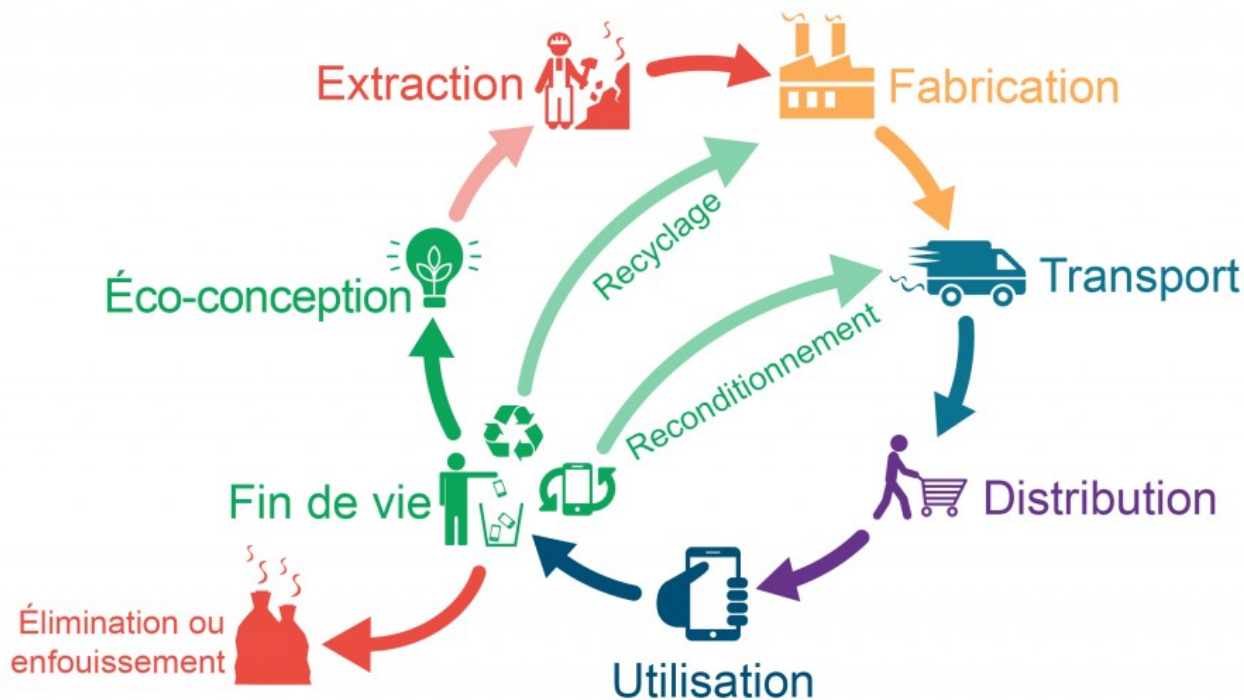 Extraction
Fabrication
Recyclage
Éco-conception
Transport
Reconditionnement
Fin de vie
Distribution
Élimination ou
enfouissement
Utilisation